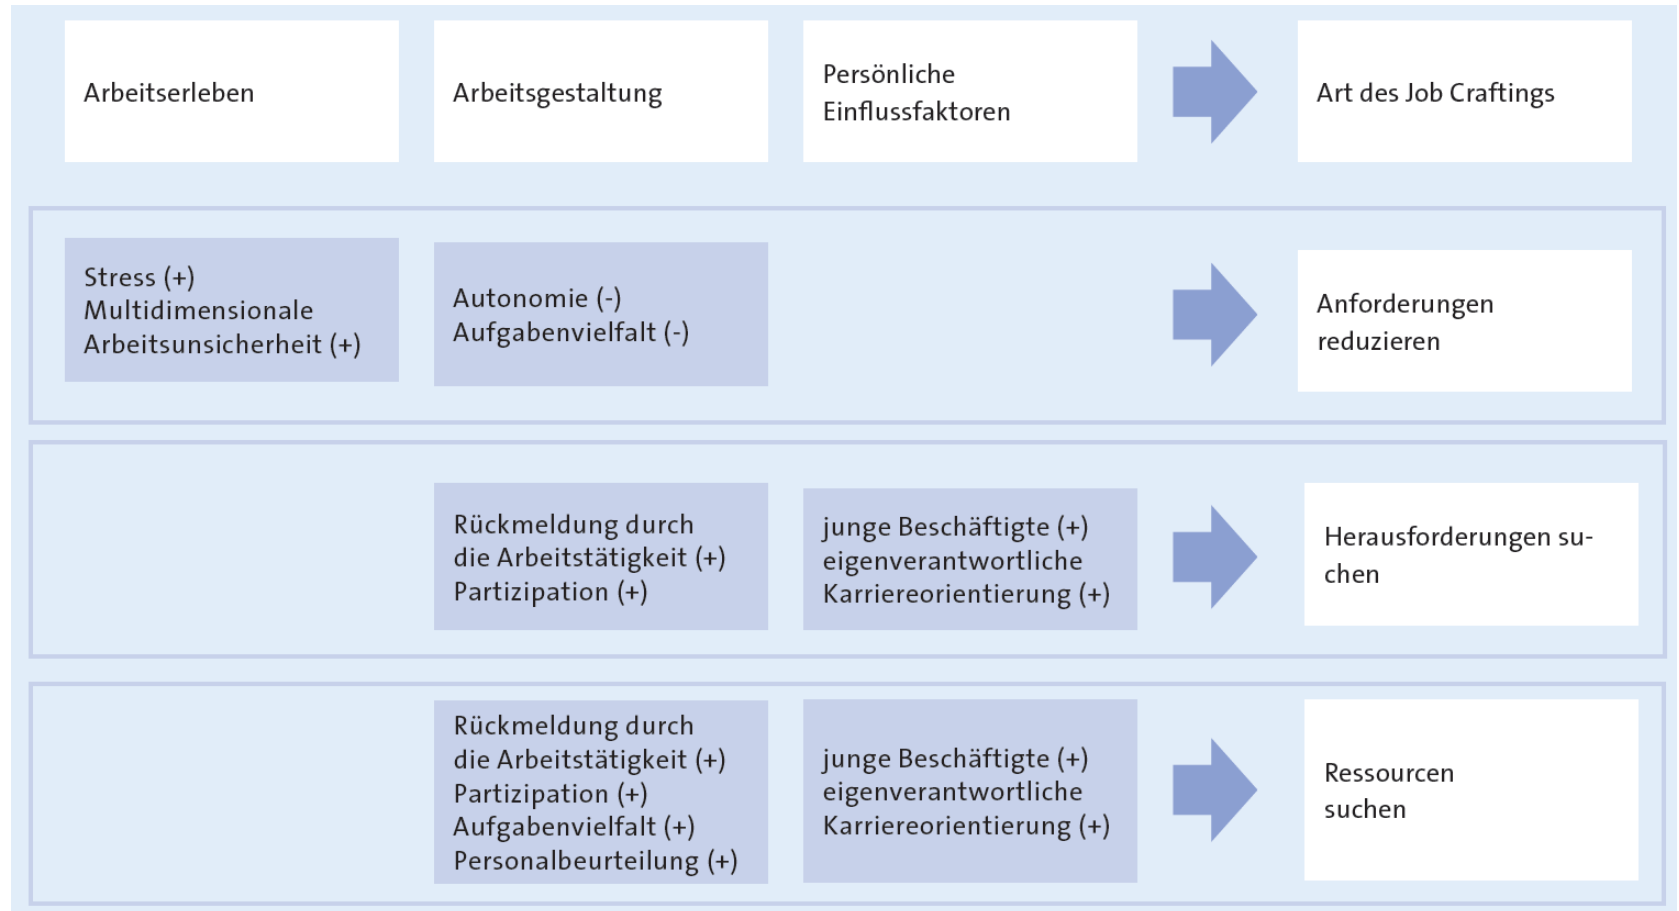 Arbeitserleben
Arbeitsgestaltung
Persönliche
Einflussfaktoren
Art des Job Craftings
Stress (+)
Multidimensionale
Arbeitsunsicherheit (+)
Autonomie (-)
Aufgabenvielfalt (-)
Anforderungen
reduzieren
Rückmeldung durch
die Arbeitstätigkeit (+)
Partizipation (+)
junge Beschäftigte (+)
eigenverantwortliche
Karriereorientierung (+)
Herausforderungen su-
chen
Rückmeldung durch
die Arbeitstätigkeit (+)
Partizipation (+)
Aufgabenvielfalt (+)
Personalbeurteilung (+)
junge Beschäftigte (+)
eigenverantwortliche
Karriereorientierung (+)
Ressourcen
suchen